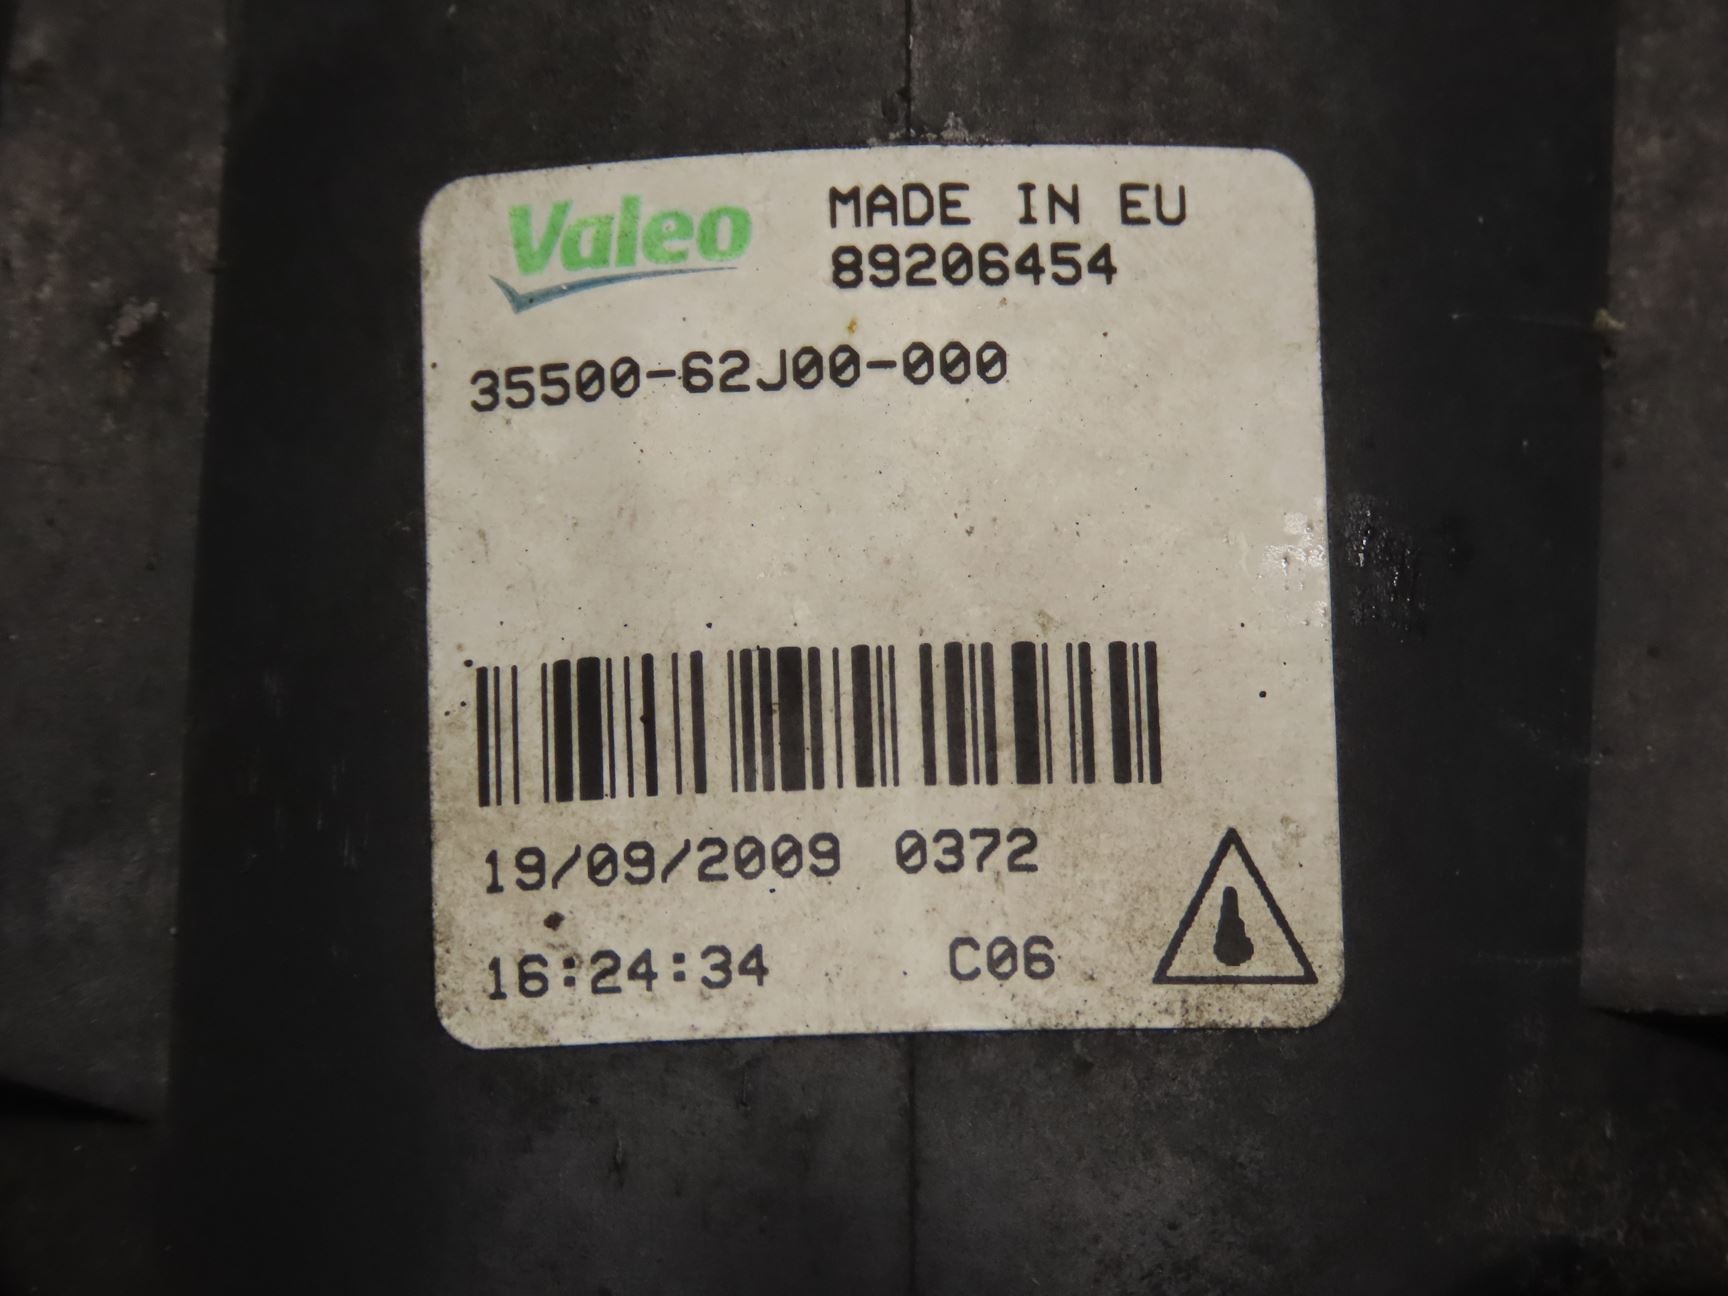 Valeo MADE IN EU
89206454
35500-62J00-000
19/09/2009 0372
16:24:34 C06